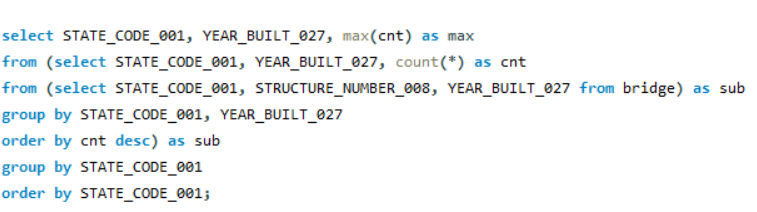 select STATE_CODE_001, YEAR_BUILT_027, max(cnt) as max
from (select STATE_CODE_001, YEAR_BUILT_027, count(*) as cnt
from (select STATE_CODE_001, STRUCTURE_NUMBER_008, YEAR_BUILT_027 from bridge) as sub
group by STATE_CODE_001, YEAR_BUILT_027
order by cnt desc) as sub
group by STATE_CODE_001
order by STATE_CODE_001;